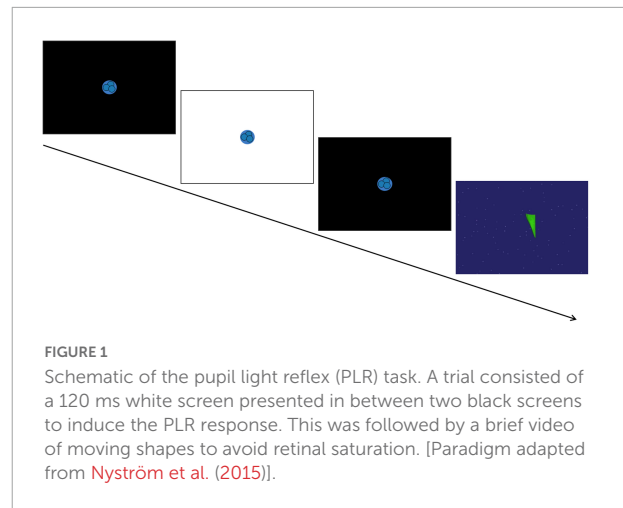 FIGURE 1
Schematic of the pupil light reflex (PLR) task. A trial consisted of
a 120 ms white screen presented in between two black screens
to induce the PLR response. This was followed by a brief video
of moving shapes to avoid retinal saturation. [Paradigm adapted
from Nyström et al. (2015)].